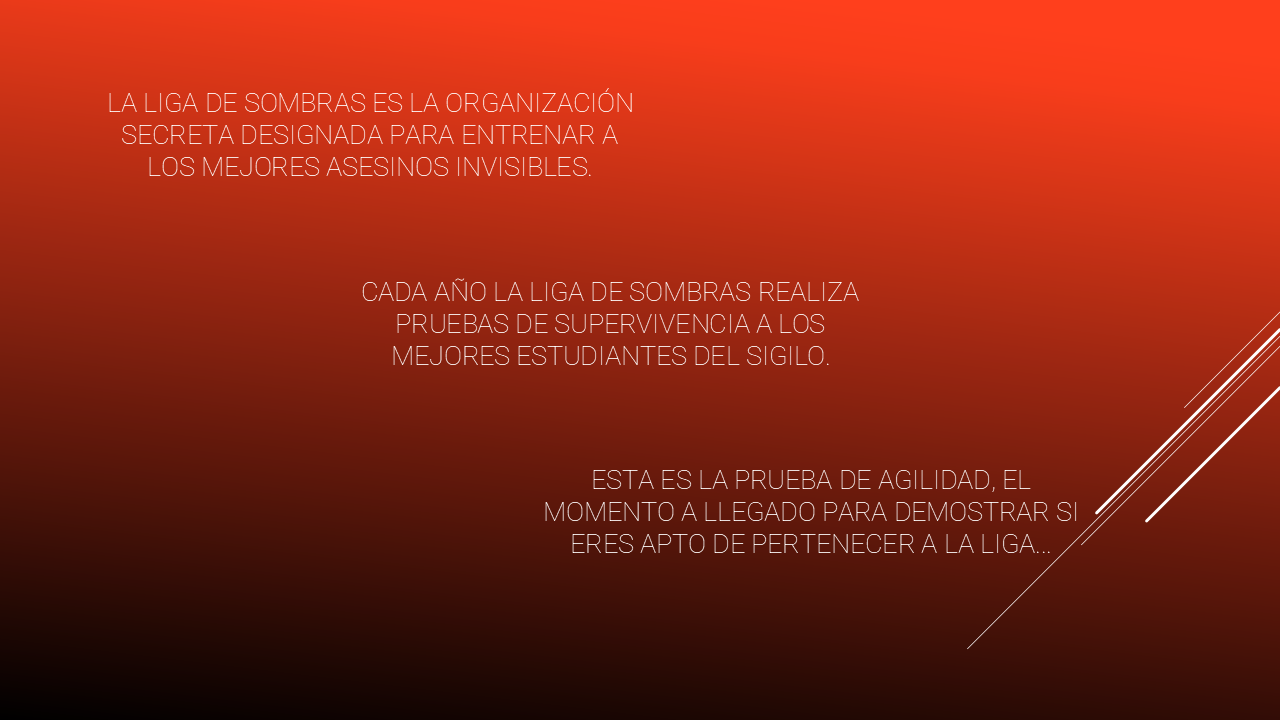 LA LIGA DE SOMBRAS ES LA ORGANIZACIÓN
SECRETA DESIGNADA PARA ENTRENAR A
LOS MEJORES ASESINOS INVISIBLES.
CADA AÑO LA LIGA DE SOMBRAS REALIZA
PRUEBAS DE SUPERVIVENCIA A LOS
MEJORES ESTUDIANTES DEL SIGILO.
ESTA ES LA PRUEBA DE AGILIDAD, EL
MOMENTO A LLEGADO PARA DEMOSTRAR SI
ERES APTO DE PERTENECER A LA LIGA...